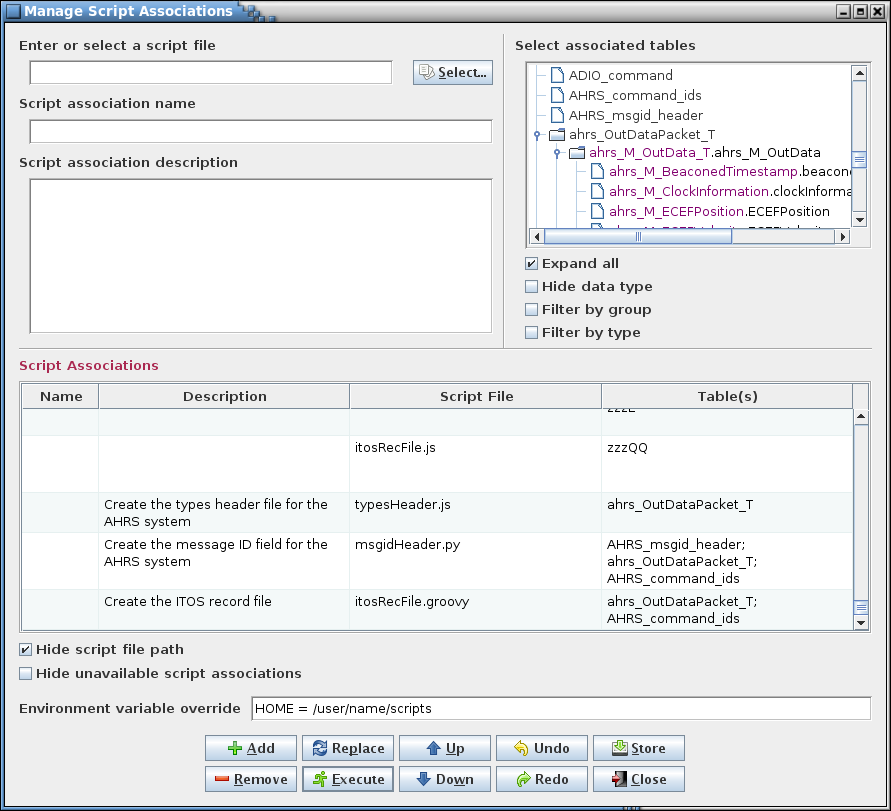 Manage Script Associations
Enter or select a script file
Select...
Script association name
Script association description
Select associated tables
ADIO_command
AHRS_command_ids
AHRS_msgid_header
ahrs_OutDataPacket_T
ahrs_M_OutData_T.ahrs_M_OutData
ahrs_M_BeaconedTimestamp.beacone
ahrs_M_ClockInformation.clockInforma
ahrs_M_ECEFPosition.ECEFPosition
Expand all
Hide data type
Filter by group
Filter by type
Script Associations
Name Description Script File Table(s)
itosRecFile.js zzzQQ
Create the types header file for the typesHeader.js ahrs_OutDataPacket_T
AHRS system
Create the message ID field for the msgidHeader.py AHRS_msgid_header;
AHRS system ahrs_OutDataPacket_T;
AHRS_command_ids
Create the ITOS record file itosRecFile.groovy ahrs_OutDataPacket_T;
AHRS_command_ids
Hide script file path
Hide unavailable script associations
Environment variable override HOME = /user/name/scripts
Add Replace Up Undo Store
Remove Execute Down Redo Close